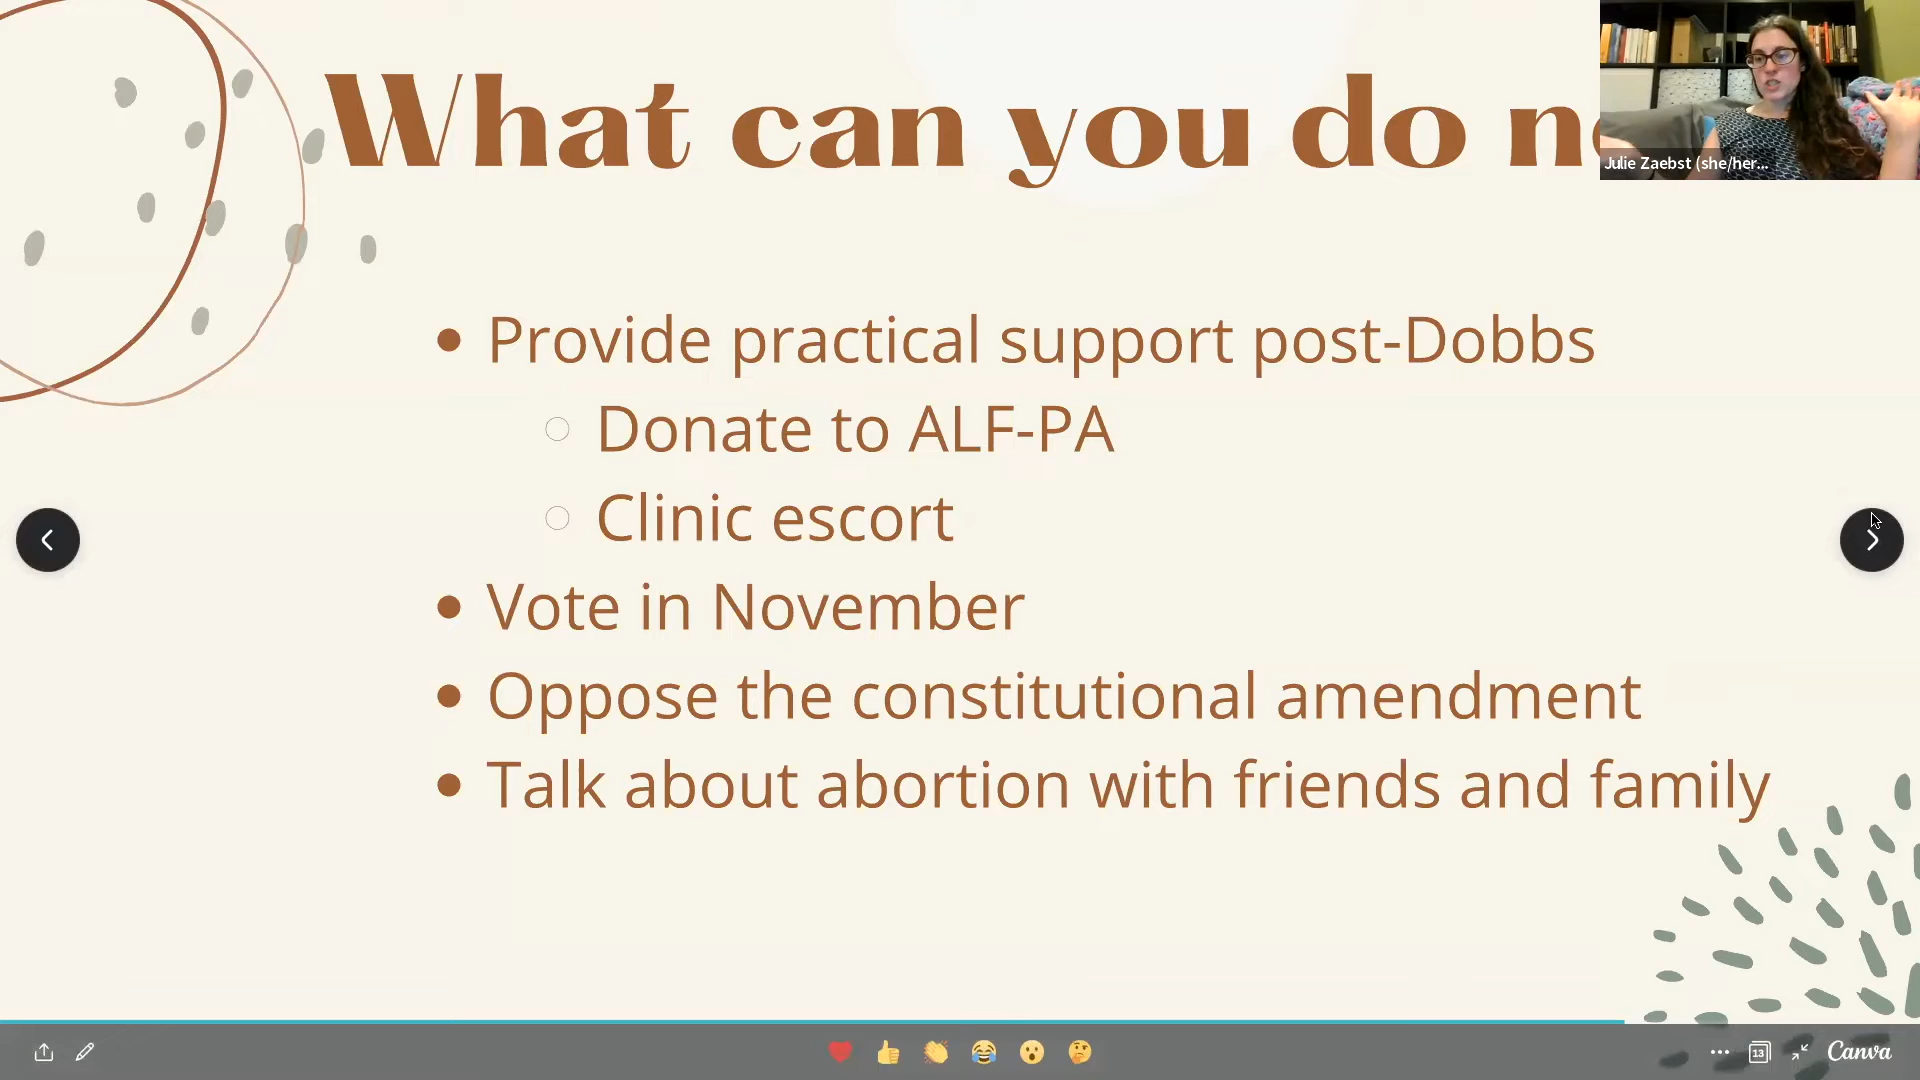 What can you do
Julie Zaebst (she/her...
Provide practical support post-Dobbs
Donate to ALF-PA
Clinic escort
Vote in November
Oppose the constitutional amendment
Talk about abortion with friends and family
13
Canva